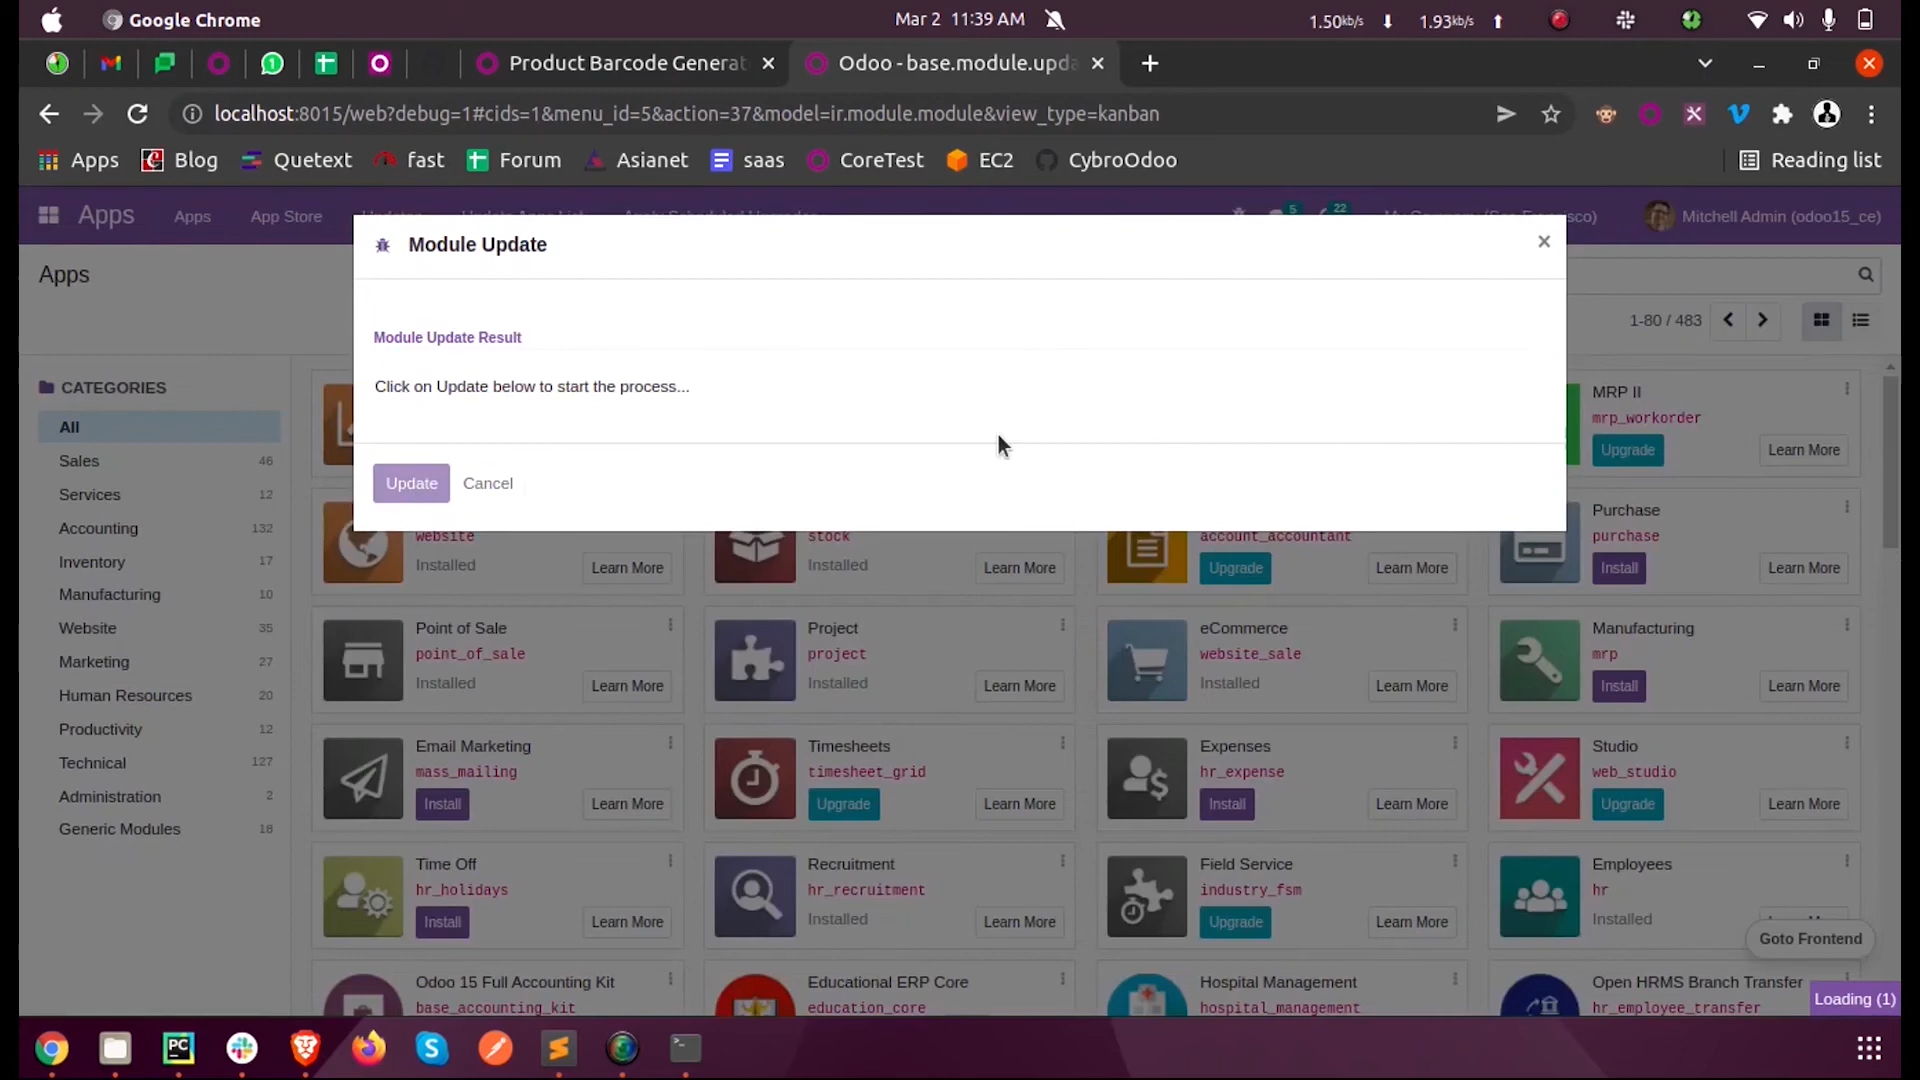 Google Chrome
Mar 2 11:39 AM
1.50kb/s
1.93kb/s
Product Barcode Generat
Odoo - base.module.upda
localhost:8015/web?debug=1#cids=1&menu_id=5&action=37&model=ir.module.module&view_type=kanban
Apps
Blog
Quetext
fast
Forum
Asianet
saas
CoreTest
EC2
CybroOdoo
Reading list
Apps
Apps
App Store
5
22
Mitchell Admin (odoo15_ce)
Module Update
Apps
1-80 / 483
Module Update Result
Click on Update below to start the process...
Update
Cancel
CATEGORIES
All
Sales 46
Services 12
Accounting 132
Inventory 17
Manufacturing 10
Website 35
Marketing 27
Human Resources 20
Productivity 12
Technical 127
Administration 2
Generic Modules 18
MRP II
mrp_workorder
Upgrade
Learn More
website
Installed
Learn More
stock
Installed
Learn More
account_accountant
Upgrade
Learn More
Purchase
purchase
Install
Learn More
Point of Sale
point_of_sale
Installed
Learn More
Project
project
Installed
Learn More
eCommerce
website_sale
Installed
Learn More
Manufacturing
mrp
Install
Learn More
Email Marketing
mass_mailing
Install
Learn More
Timesheets
timesheet_grid
Upgrade
Learn More
Expenses
hr_expense
Install
Learn More
Studio
web_studio
Upgrade
Learn More
Time Off
hr_holidays
Install
Learn More
Recruitment
hr_recruitment
Installed
Learn More
Field Service
industry_fsm
Upgrade
Learn More
Employees
hr
Installed
Goto Frontend
Odoo 15 Full Accounting Kit
base_accounting_kit
Educational ERP Core
education_core
Hospital Management
hospital_management
Open HRMS Branch Transfer
hr_employee_transfer
Loading (1)